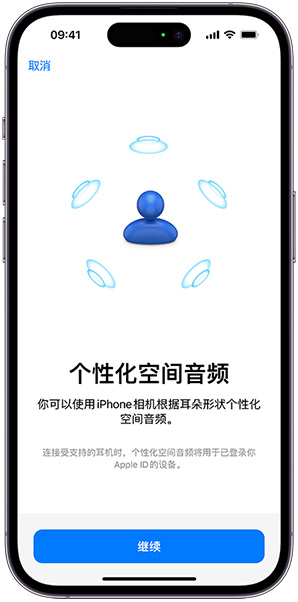 09:41
取消
个性化空间音频
你可以使用iPhone相机根据耳朵形状个性化
空间音频。
连接受支持的耳机时，个性化空间音频将用于已登录你
Apple ID的设备。
继续